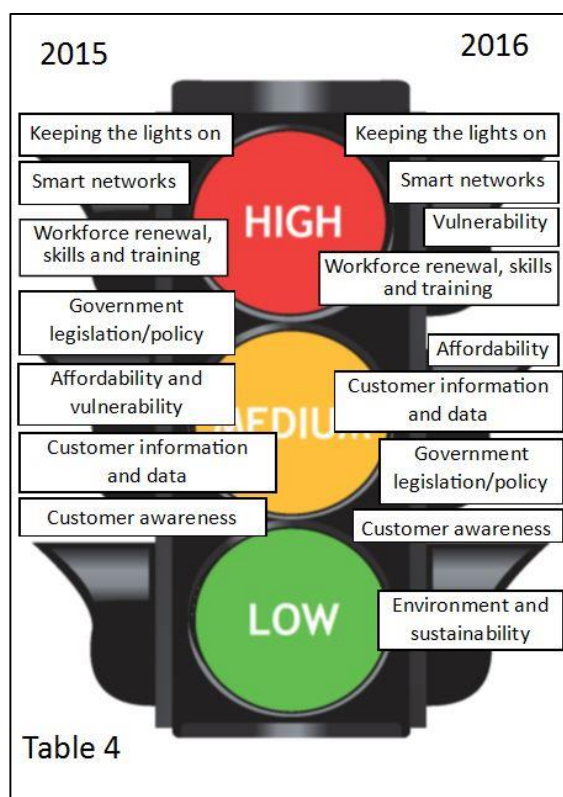 2015
2016
Keeping the lights on
Smart networks
Workforce renewal,
skills and training
Government
legislation/policy
Affordability and
vulnerability
Customer information
and data
Customer awareness
HIGH
MEDIUM
LOW
Keeping the lights on
Smart networks
Vulnerability
Workforce renewal, skills
and training
Affordability
Customer information
and data
Government
legislation/policy
Customer awareness
Environment and
sustainability
Table 4